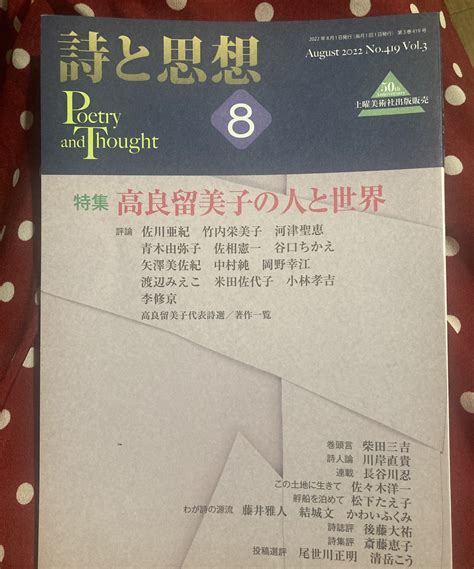 2022年8月1日発行(毎月1回1日発行) 第3巻419号
August 2022 No.419 Vol.3
詩と思想
Poetry
and Thought
8
50th
Anniversary
土曜美術社出版販売
特集 高良留美子の人と世界
評論 佐川亜紀 竹内栄美子 河津聖恵
青木由弥子 佐相憲一 谷口ちかえ
矢澤美佐紀 中村純 岡野幸江
渡辺みえこ 米田佐代子 小林孝吉
李修京
高良留美子代表詩選/著作一覧
巻頭言 柴田三吉
詩人論 川岸直貴
連載 長谷川忍
この土地に生きて 佐々木洋一
艀船を泊めて 松下たえ子
わが詩の源流 藤井雅人 結城文 かわいふくみ
詩誌評 後藤大祐
詩集評 斎藤恵子
投稿選評 尾世川正明 清岳こう